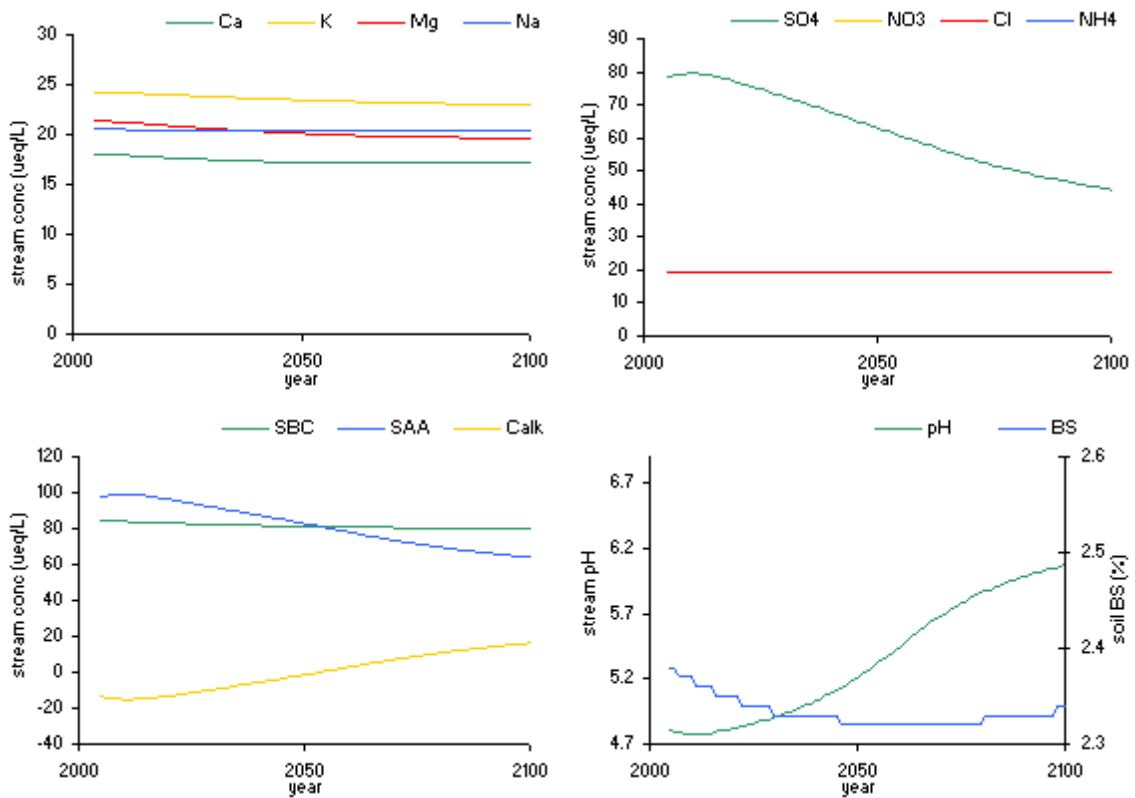 Ca K Mg Na
stream conc (ueq/L)
30
25
20
15
10
5
0
2000 2050 2100
year
SO4 NO3 Cl NH4
stream conc (ueq/L)
90
80
70
60
50
40
30
20
10
0
2000 2050 2100
year
SBC SAA Calk
stream conc (ueq/L)
120
100
80
60
40
20
0
-20
-40
2000 2050 2100
year
pH BS
stream pH
6.7
6.2
5.7
5.2
4.7
2.6
2.5
2.4
2.3
soil BS (%)
2000 2050 2100
year